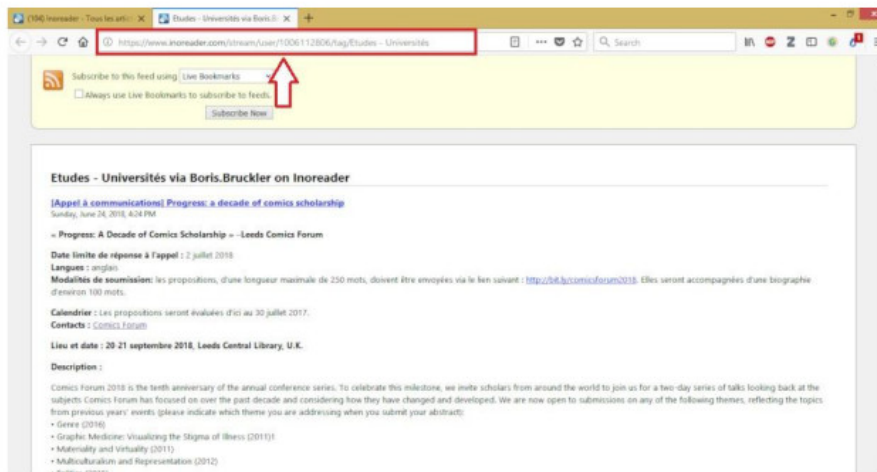 (104) Inoreader - Tous les artic
Etudes - Universités via Boris.B
https://www.inoreader.com/stream/user/1006112806/tag/Etudes - Universités
Search
Subscribe to this feed using Live Bookmarks
Always use Live Bookmarks to subscribe to feeds.
Subscribe Now
Etudes - Universités via Boris.Bruckler on Inoreader
[Appel à communications] Progress: a decade of comics scholarship
Sunday, June 24, 2018, 4:24 PM
« Progress: A Decade of Comics Scholarship » –Leeds Comics Forum
Date limite de réponse à l'appel : 2 juillet 2018
Langues : anglais
Modalités de soumission: les propositions, d'une longueur maximale de 250 mots, doivent être envoyées via le lien suivant : http://bit.ly/comicsforum2018. Elles seront accompagnées d'une biographie
d'environ 100 mots.
Calendrier : Les propositions seront évaluées d'ici au 30 juillet 2017.
Contacts : Comics Forum
Lieu et date : 20-21 septembre 2018, Leeds Central Library, U.K.
Description :
Comics Forum 2018 is the tenth anniversary of the annual conference series. To celebrate this milestone, we invite scholars from around the world to join us for a two-day series of talks looking back at the
subjects Comics Forum has focused on over the past decade and considering how they have changed and developed. We are now open to submissions on any of the following themes, reflecting the topics
from previous years' events (please indicate which theme you are addressing when you submit your abstract):
• Genre (2016)
• Graphic Medicine: Visualizing the Stigma of Illness (2011)1
• Materiality and Virtuality (2011)
• Multiculturalism and Representation (2012)